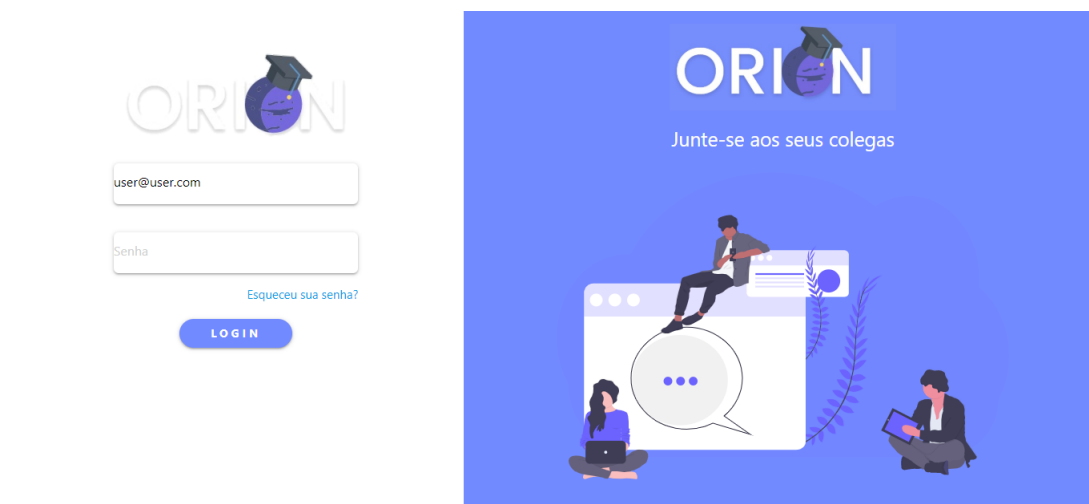 ORION
user@user.com
Senha
Esqueceu sua senha?
LOGIN
ORION
Junte-se aos seus colegas